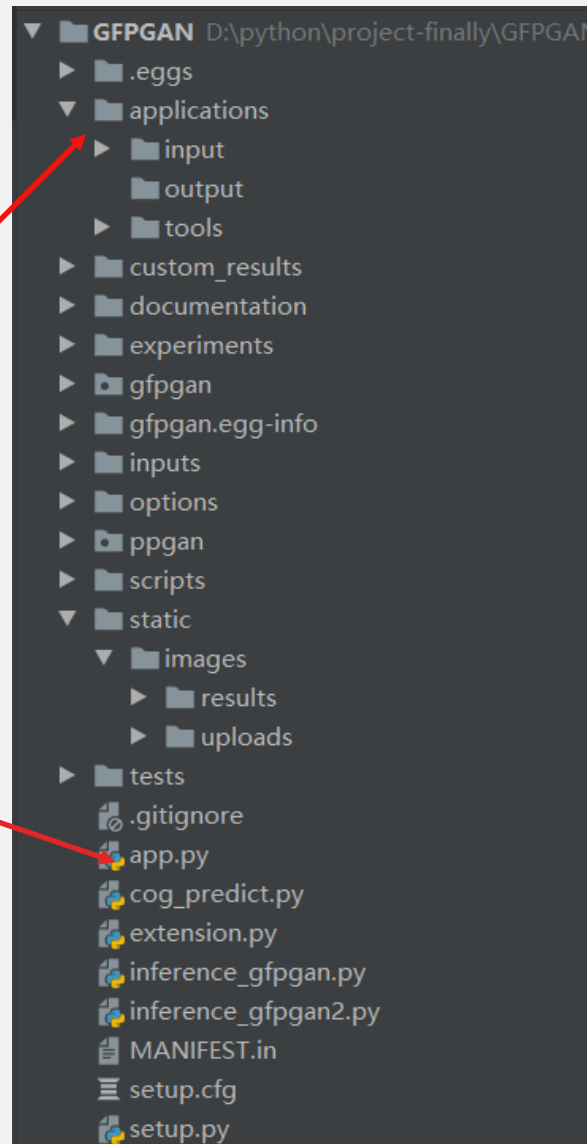 GFPGAN D:\python\project-finally\GFPGAN
.eggs
applications
input
output
tools
custom_results
documentation
experiments
gfpgan
gfpgan.egg-info
inputs
options
ppgan
scripts
static
images
results
uploads
tests
.gitignore
app.py
cog_predict.py
extension.py
inference_gfpgan.py
inference_gfpgan2.py
MANIFEST.in
setup.cfg
setup.py